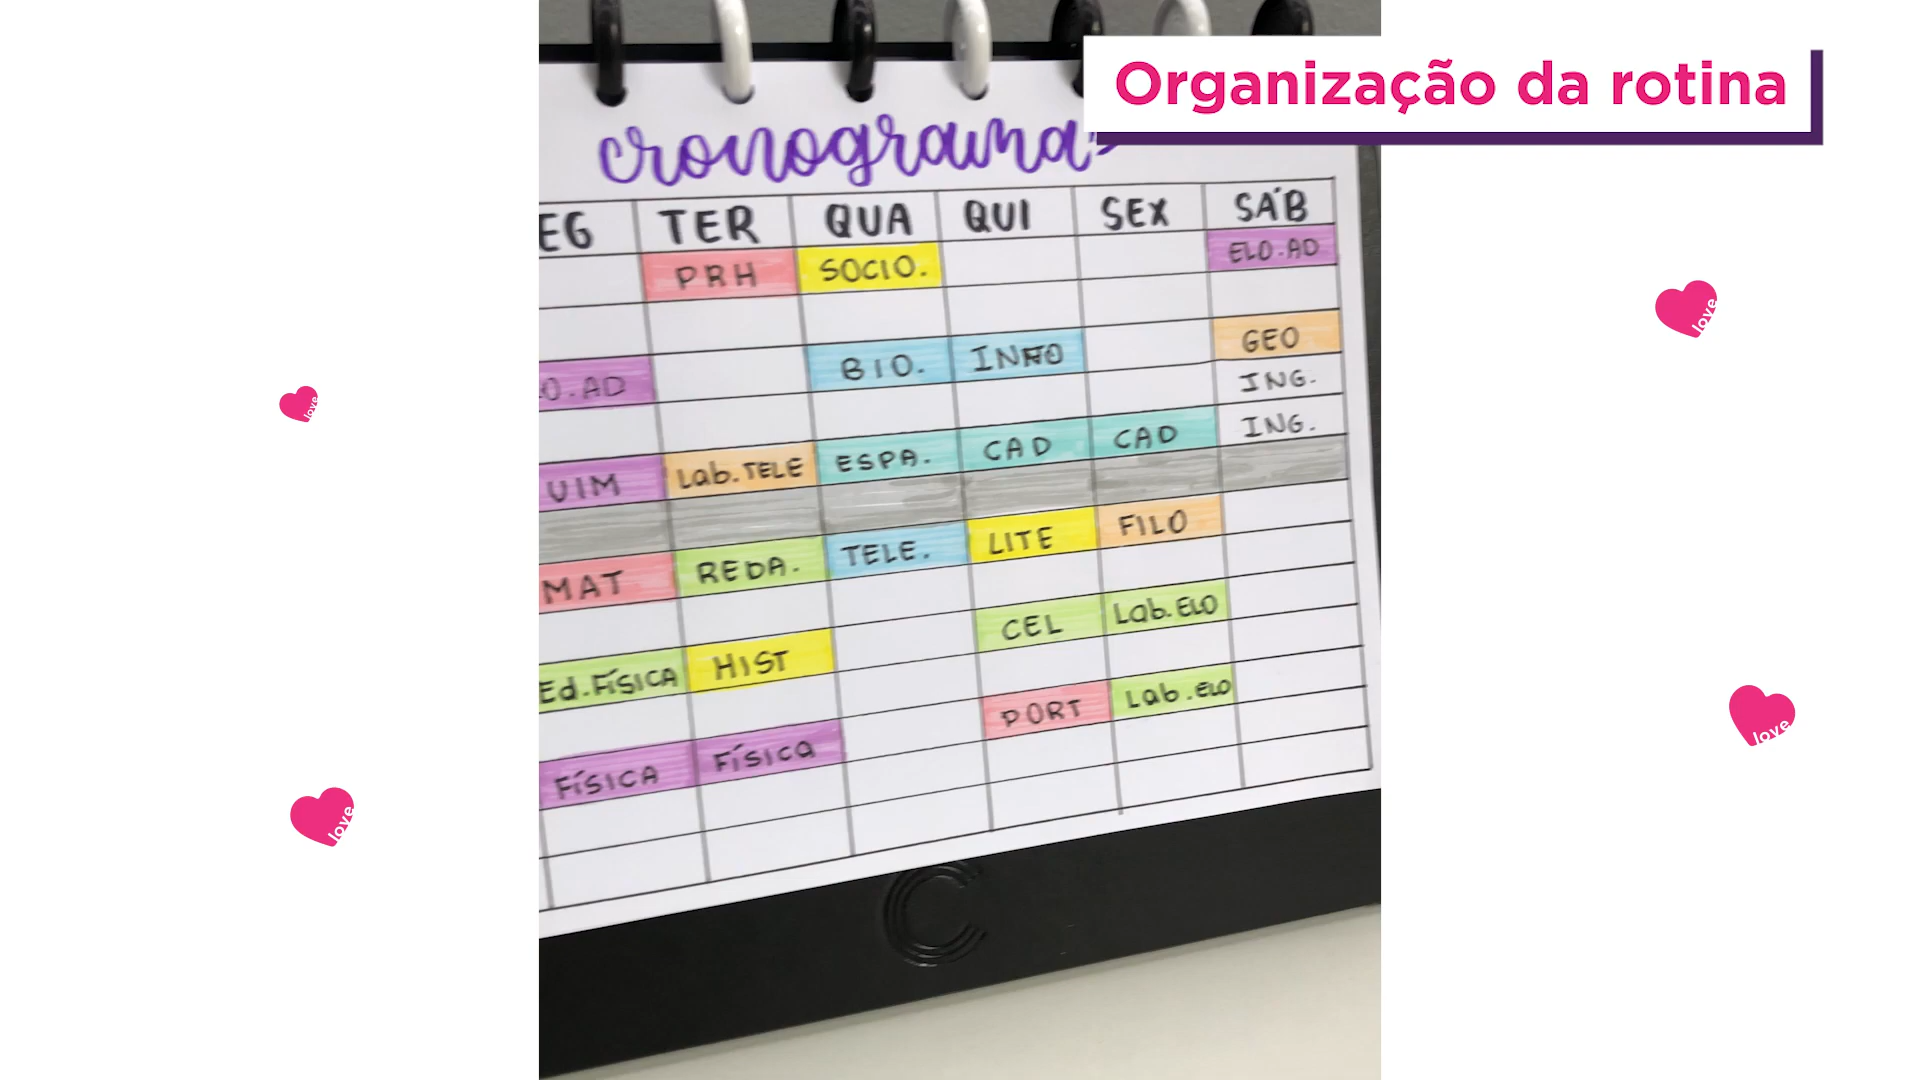 Organização da rotina
cronograma
EG TER QUA QUI SEX SÁB
PRH SOCIO. ELO.AD
BIO. INFO GEO
O.AD ING.
ING.
UIM Lab.TELE ESPA. CAD CAD
MAT REDA. TELE. LITE FILO
CEL Lab.ELO
Ed.FÍSICA HIST
PORT Lab.elo
FÍSICA FÍSICA
C
love
love
love
love